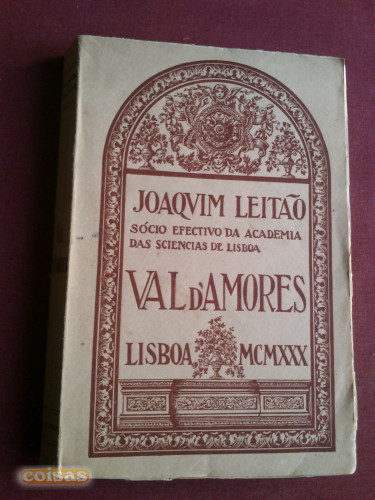 JOAQVIM LEITÃO
SÓCIO EFECTIVO DA ACADEMIA
DAS SCIENCIAS DE LISBOA
VAL D'AMORES
LISBOA MCMXXX
coisas